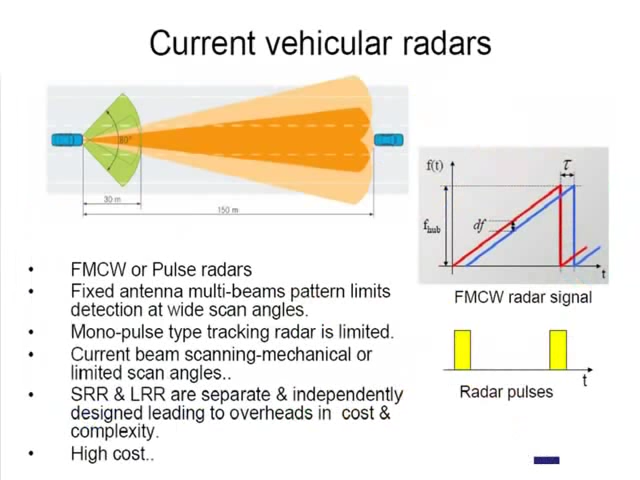 Current vehicular radars
80°
30 m
150 m
f(t)
τ
f_hub
df
t
FMCW radar signal
• FMCW or Pulse radars
• Fixed antenna multi-beams pattern limits
detection at wide scan angles.
• Mono-pulse type tracking radar is limited.
• Current beam scanning-mechanical or
limited scan angles..
• SRR & LRR are separate & independently
designed leading to overheads in cost &
complexity.
• High cost..
t
Radar pulses